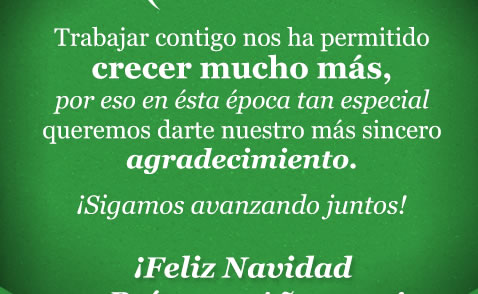 Trabajar contigo nos ha permitido
crecer mucho más,
por eso en ésta época tan especial
queremos darte nuestro más sincero
agradecimiento.
¡Sigamos avanzando juntos!
¡Feliz Navidad